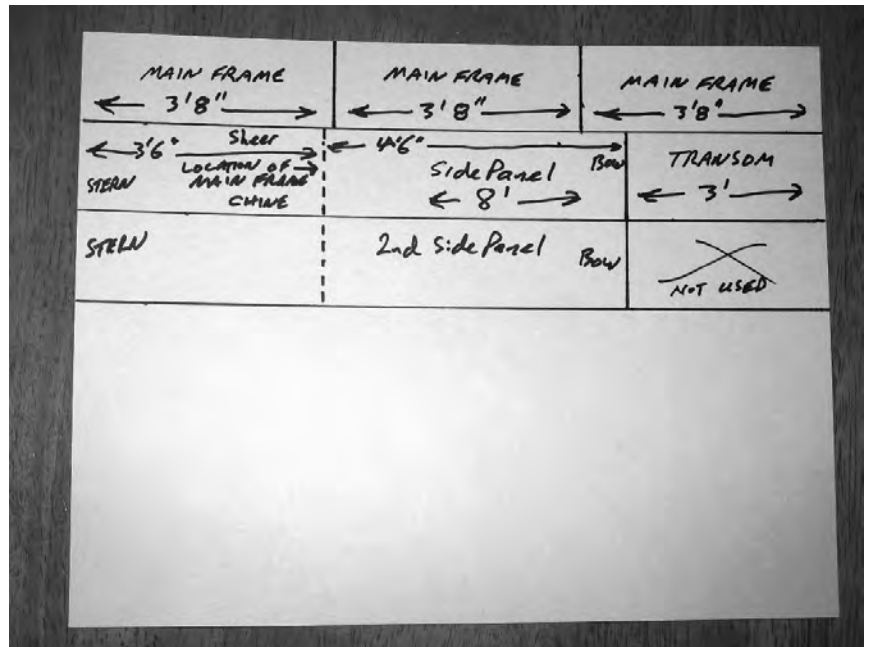 MAIN FRAME
3'8"
MAIN FRAME
3'8"
MAIN FRAME
3'8"
3'6" Sheer
LOCATION OF
STERN MAIN FRAME
CHINE
4'6"
Side Panel Bow
8'
TRANSOM
3'
STERN
2nd Side Panel Bow
NOT USED